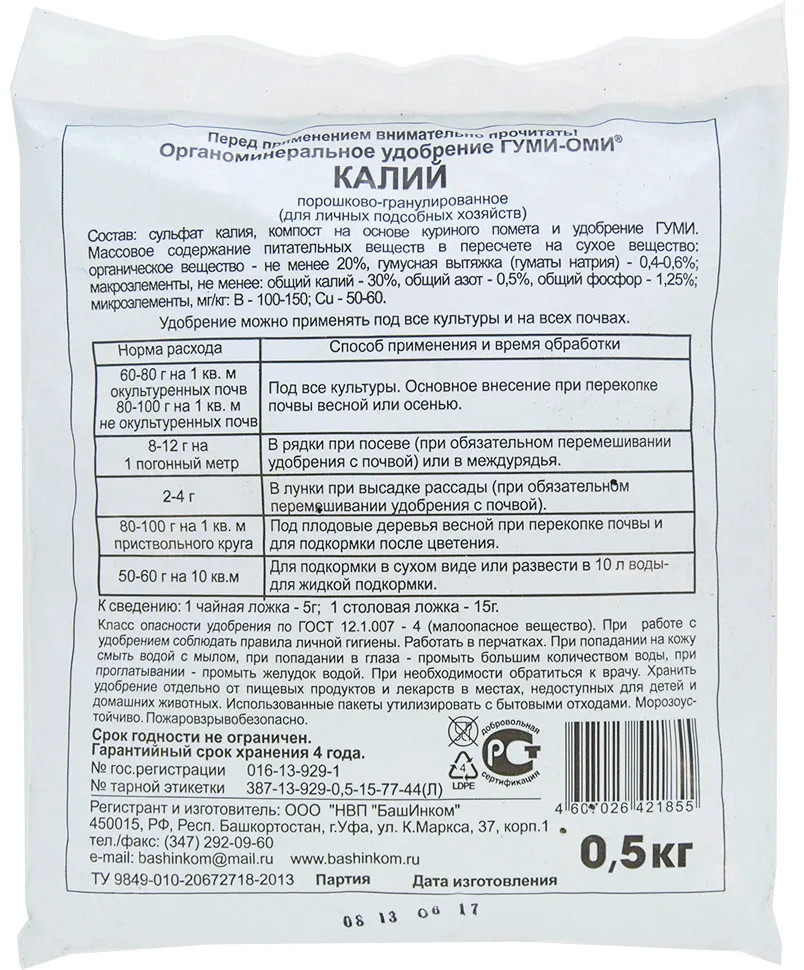 Перед применением внимательно прочитать!
Органоминеральное удобрение ГУМИ-ОМИ®
КАЛИЙ
порошково-гранулированное
(для личных подсобных хозяйств)
Состав: сульфат калия, компост на основе куриного помета и удобрение ГУМИ.
Массовое содержание питательных веществ в пересчете на сухое вещество:
органическое вещество - не менее 20%, гумусная вытяжка (гуматы натрия) - 0,4-0,6%;
макроэлементы, не менее: общий калий - 30%, общий азот - 0,5%, общий фосфор - 1,25%;
микроэлементы, мг/кг: B - 100-150; Cu - 50-60.
Удобрение можно применять под все культуры и на всех почвах.
Норма расхода
Способ применения и время обработки
60-80 г на 1 кв. м
окультуренных почв
80-100 г на 1 кв. м
не окультуренных почв
Под все культуры. Основное внесение при перекопке
почвы весной или осенью.
8-12 г на
1 погонный метр
В рядки при посеве (при обязательном перемешивании
удобрения с почвой) или в междурядья.
2-4 г
В лунки при высадке рассады (при обязательном
перемешивании удобрения с почвой).
80-100 г на 1 кв. м
приствольного круга
Под плодовые деревья весной при перекопке почвы и
для подкормки после цветения.
50-60 г на 10 кв.м
Для подкормки в сухом виде или развести в 10 л воды-
для жидкой подкормки.
К сведению: 1 чайная ложка - 5г; 1 столовая ложка - 15г.
Класс опасности удобрения по ГОСТ 12.1.007 - 4 (малоопасное вещество). При работе с
удобрением соблюдать правила личной гигиены. Работать в перчатках. При попадании на кожу
смыть водой с мылом, при попадании в глаза - промыть большим количеством воды, при
проглатывании - промыть желудок водой. При необходимости обратиться к врачу. Хранить
удобрение отдельно от пищевых продуктов и лекарств в местах, недоступных для детей и
домашних животных. Использованные пакеты утилизировать с бытовыми отходами. Морозоус-
тойчиво. Пожаровзрывобезопасно.
Срок годности не ограничен.
Гарантийный срок хранения 4 года.
№ гос.регистрации 016-13-929-1
№ тарной этикетки 387-13-929-0,5-15-77-44(Л)
4
LDPE
добровольная
РСТ
сертификация
4 607026 421855
Регистрант и изготовитель: ООО "НВП "БашИнком"
450015, РФ, Респ. Башкортостан, г.Уфа, ул. К.Маркса, 37, корп.1
тел./факс: (347) 292-09-60
e-mail: bashinkom@mail.ru www.bashinkom.ru
0,5кг
ТУ 9849-010-20672718-2013 Партия Дата изготовления
08 13 06 17